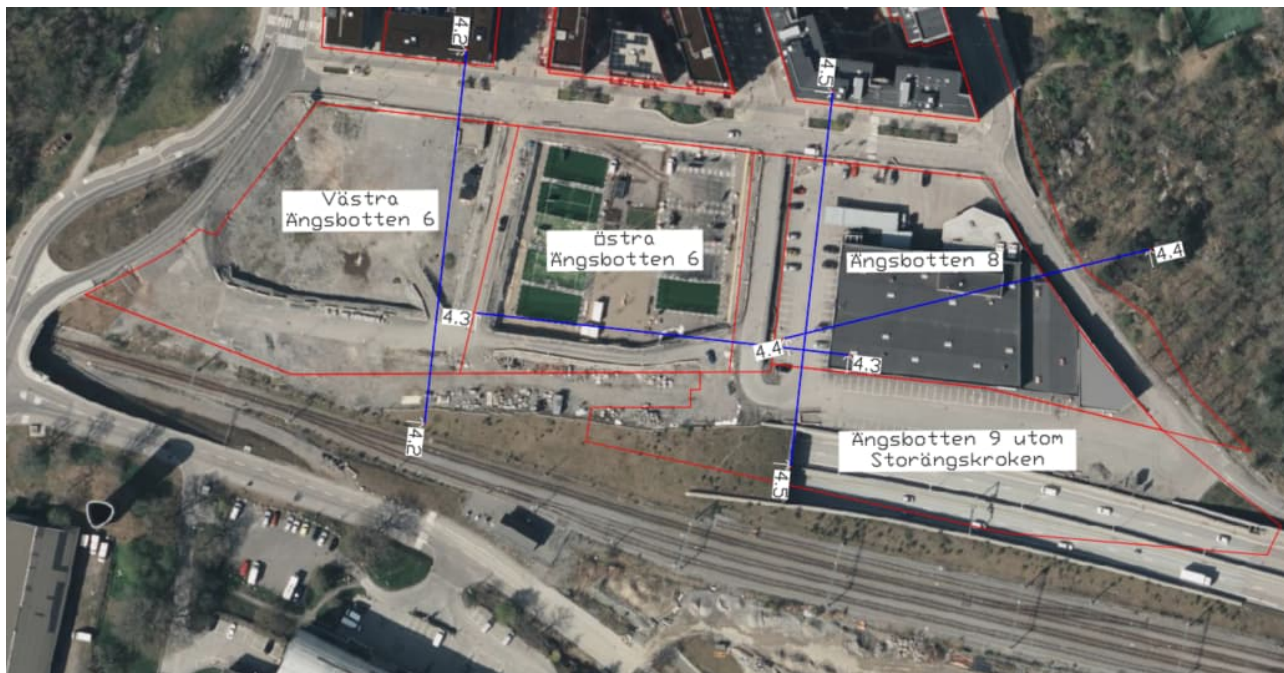 4.2
4.5
Västra
Ängsbotten 6
Östra
Ängsbotten 6
Ängsbotten 8
4.4
4.3
4.4
4.3
4.2
Ängsbotten 9 utom
Storängskroken
4.5